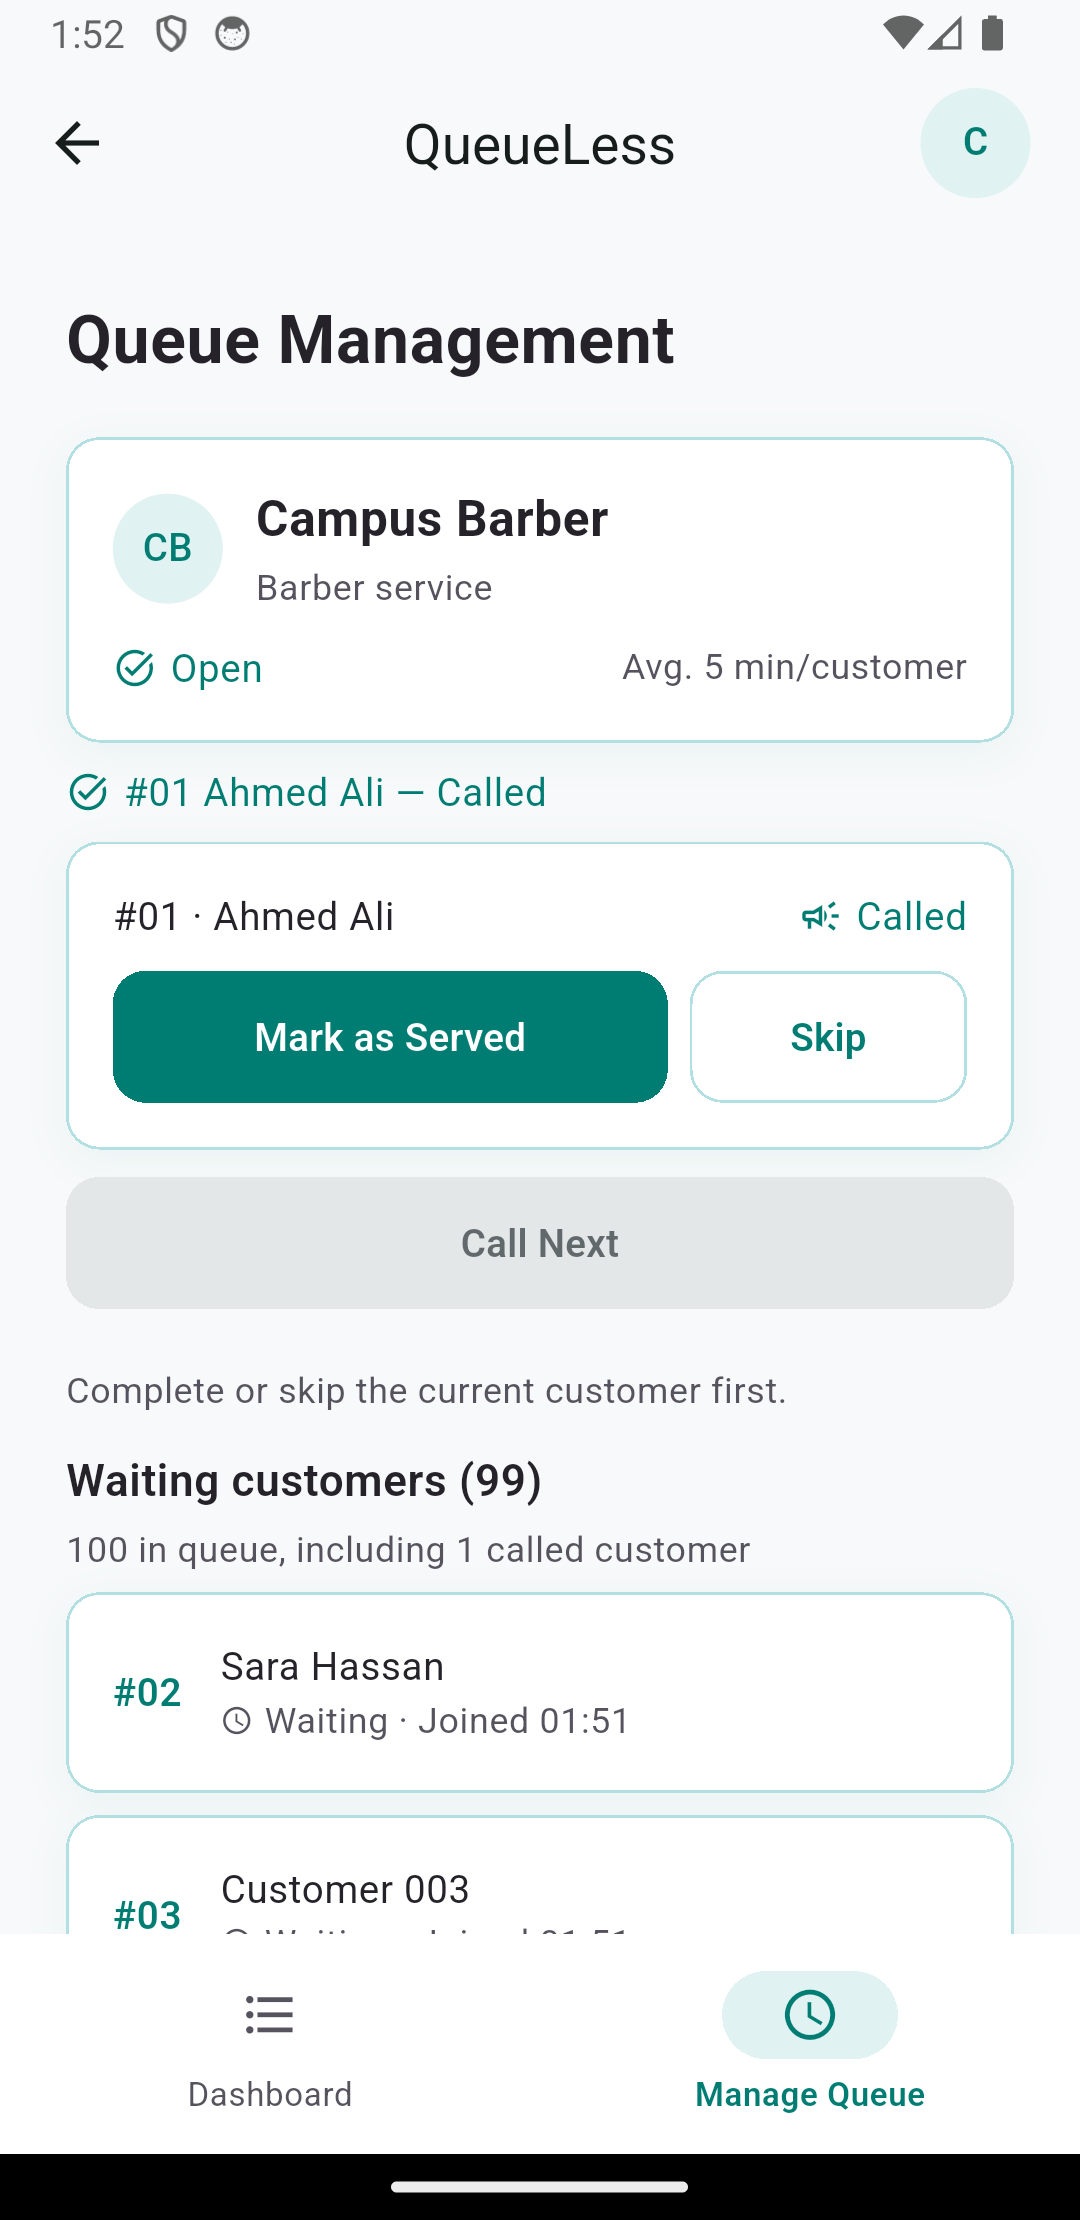 1:52
QueueLess
C
Queue Management
CB
Campus Barber
Barber service
Open
Avg. 5 min/customer
#01 Ahmed Ali — Called
#01 · Ahmed Ali
Called
Mark as Served
Skip
Call Next
Complete or skip the current customer first.
Waiting customers (99)
100 in queue, including 1 called customer
#02
Sara Hassan
Waiting · Joined 01:51
#03
Customer 003
Dashboard
Manage Queue